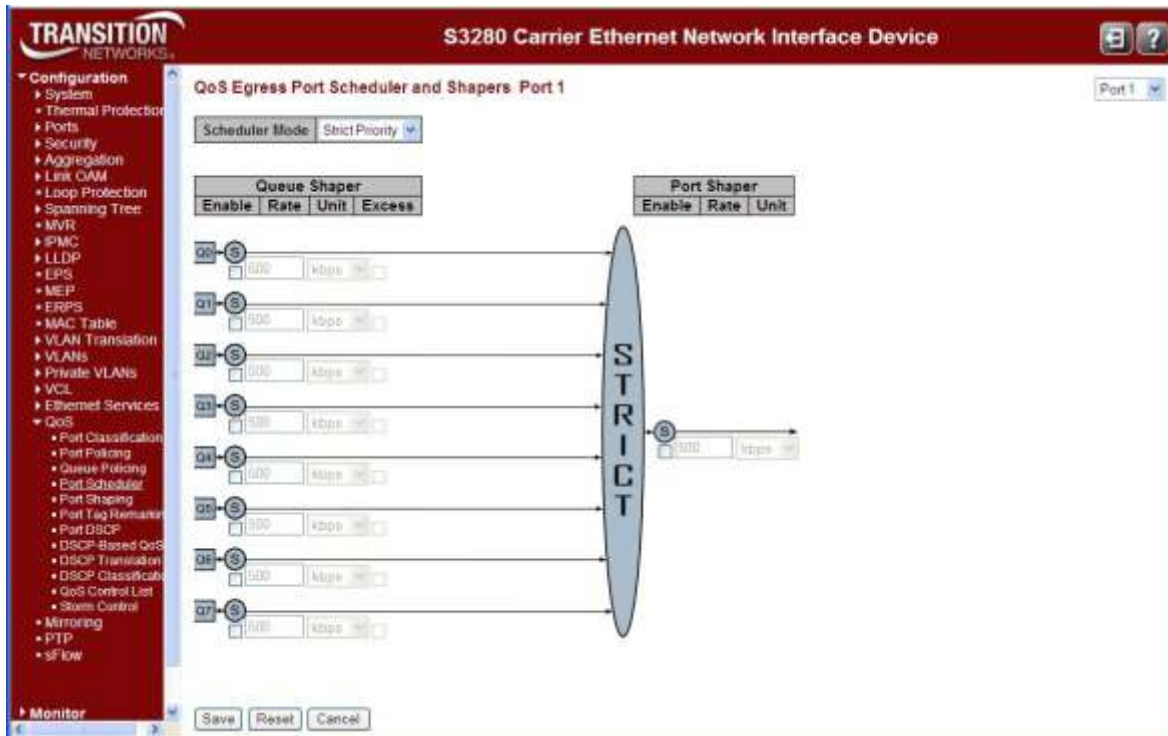 TRANSITION
NETWORKS
S3280 Carrier Ethernet Network Interface Device
?
Configuration
System
Thermal Protection
Ports
Security
Aggregation
Link OAM
Loop Protection
Spanning Tree
MVR
IPMC
LLDP
EPS
MEP
ERPS
MAC Table
VLAN Translation
VLANs
Private VLANs
VCL
Ethernet Services
QoS
Port Classification
Port Policing
Queue Policing
Port Scheduler
Port Shaping
Port Tag Remarkin
Port DSCP
DSCP-Based QoS
DSCP Translation
DSCP Classificati
QoS Control List
Storm Control
Mirroring
PTP
sFlow
Monitor
QoS Egress Port Scheduler and Shapers Port 1
Port 1
Scheduler Mode Strict Priority
Queue Shaper
Enable Rate Unit Excess
Port Shaper
Enable Rate Unit
Q0 S
500 kbps
Q1 S
500 kbps
Q2 S
500 kbps
Q3 S
500 kbps
Q4 S
500 kbps
Q5 S
500 kbps
Q6 S
500 kbps
Q7 S
500 kbps
STRICT
S
500 kbps
Save Reset Cancel